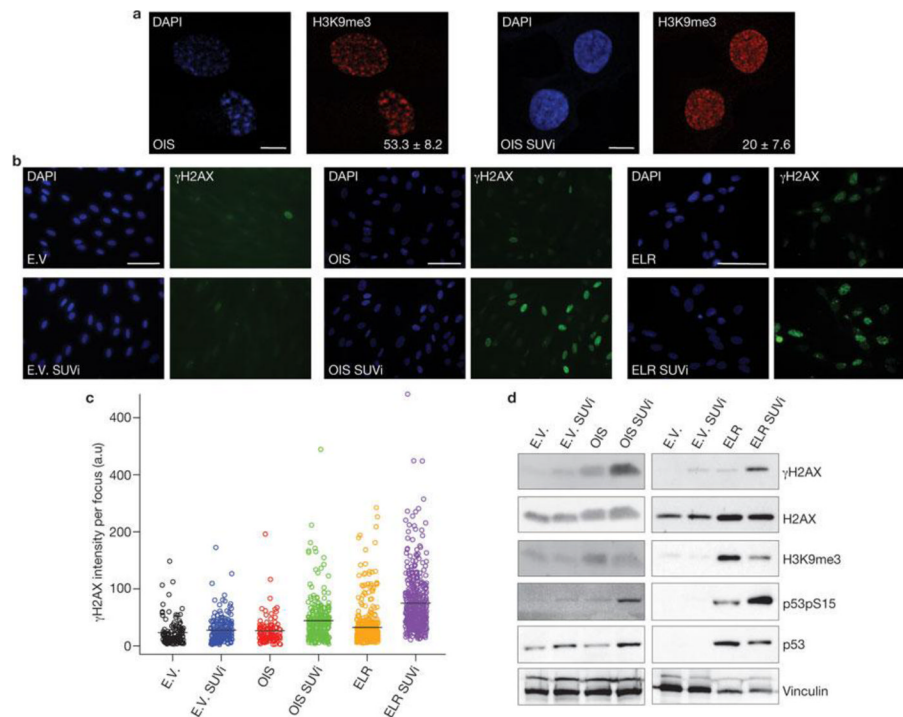 a
DAPI
H3K9me3
DAPI
H3K9me3
OIS
53.3 ± 8.2
OIS SUVi
20 ± 7.6
b
DAPI
γH2AX
DAPI
γH2AX
DAPI
γH2AX
E.V
OIS
ELR
E.V. SUVi
OIS SUVi
ELR SUVi
c
γH2AX intensity per focus (a.u)
400
400
200
100
0
E.V.
E.V. SUVi
OIS
OIS SUVi
ELR
ELR SUVi
d
E.V.
E.V. SUVi
OIS
OIS SUVi
E.V.
E.V. SUVi
ELR
ELR SUVi
γH2AX
H2AX
H3K9me3
p53pS15
p53
Vinculin